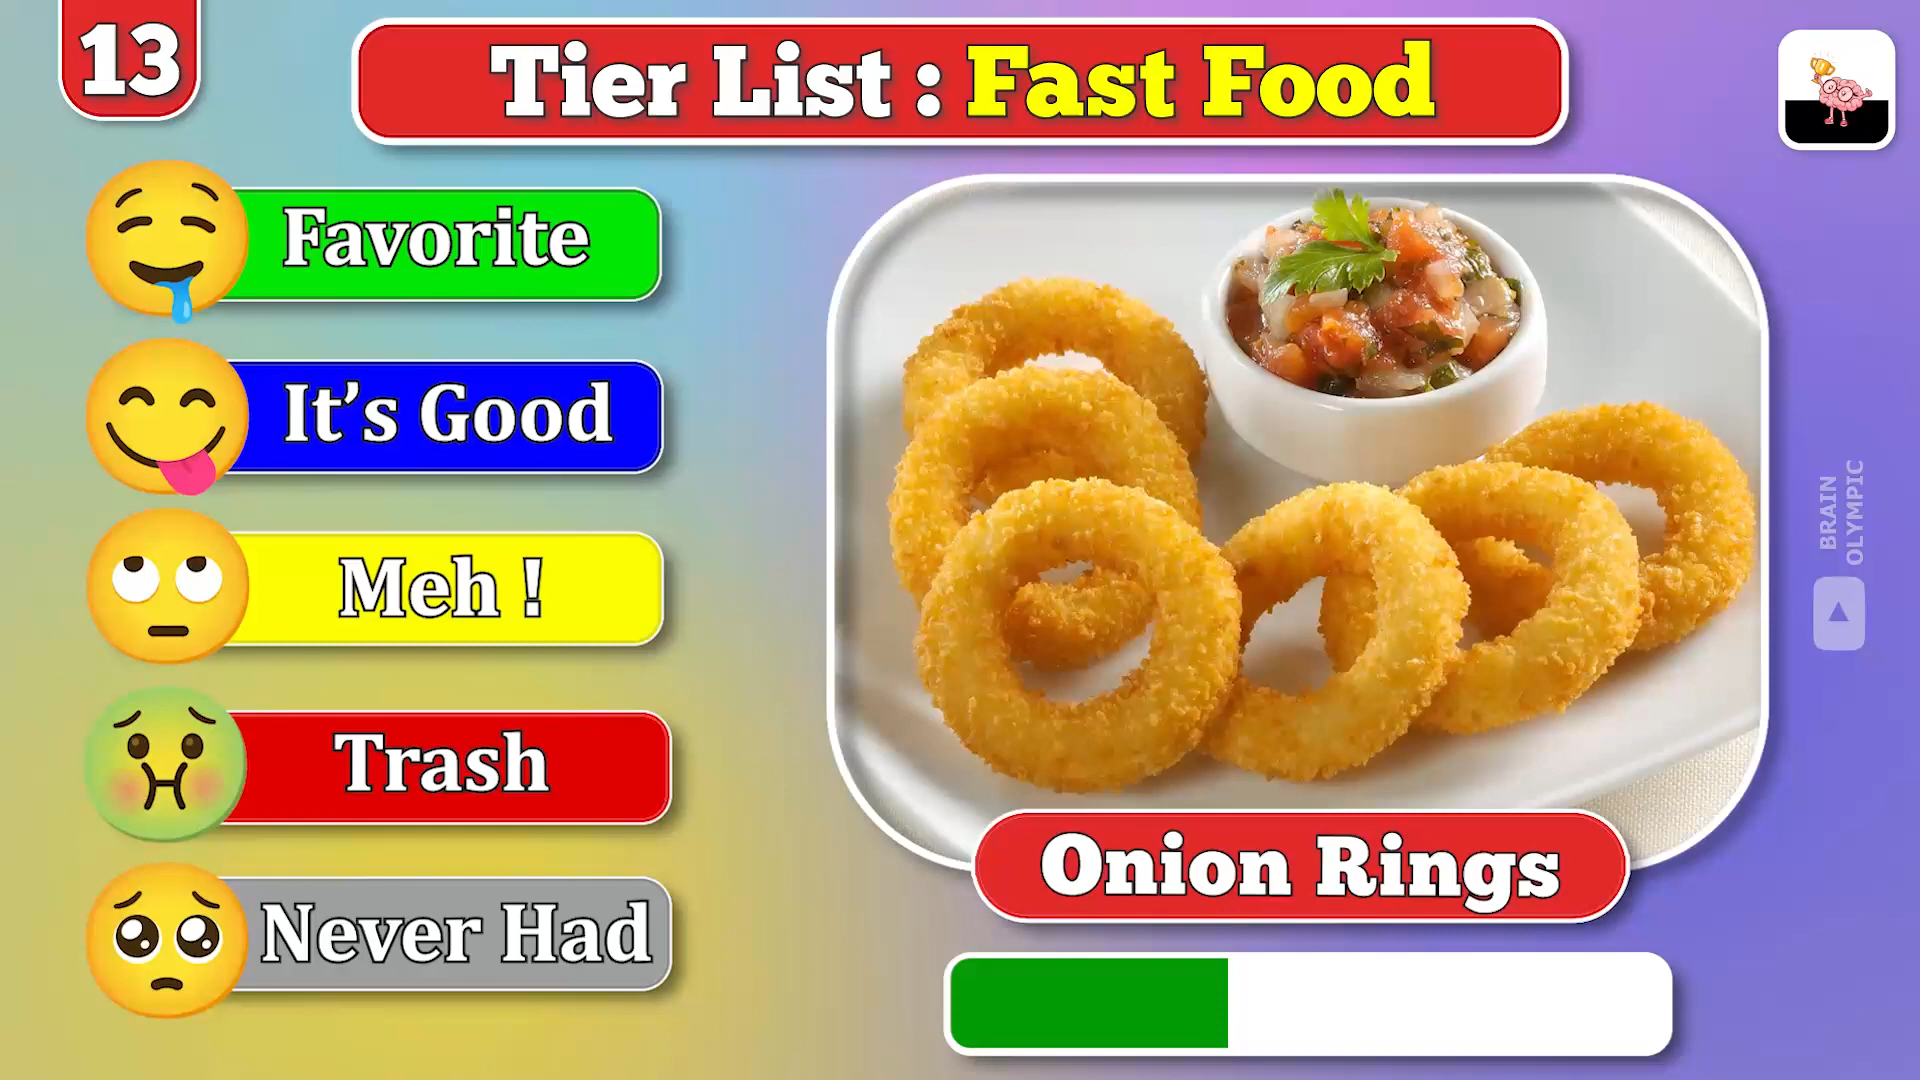 13
Tier List : Fast Food
Favorite
It’s Good
Meh !
Trash
Never Had
Onion Rings
BRAIN
OLYMPIC